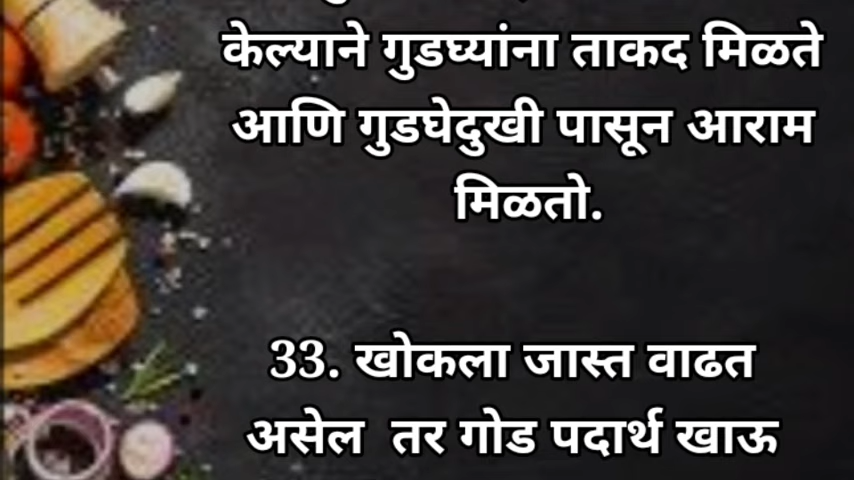 केल्याने गुडघ्यांना ताकद मिळते
आणि गुडघेदुखी पासून आराम
मिळतो.
33. खोकला जास्त वाढत
असेल तर गोड पदार्थ खाऊ